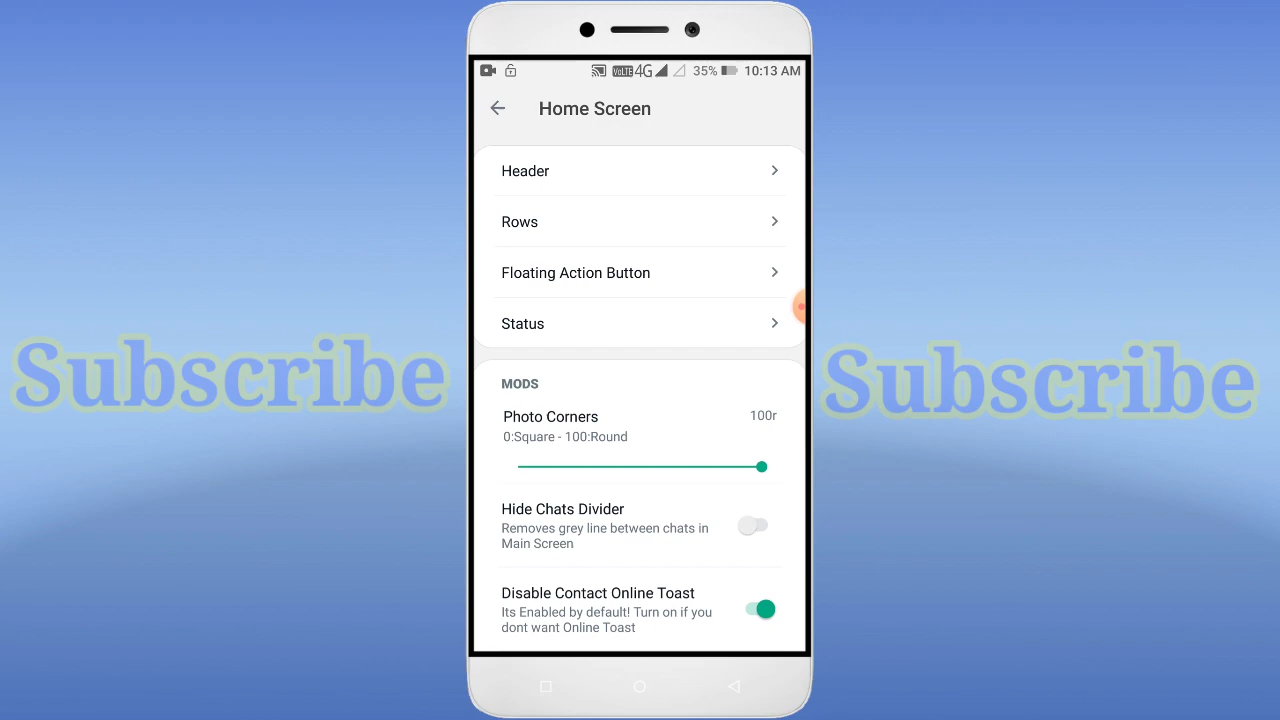 VoLTE 4G 35% 10:13 AM
Home Screen
Header
Rows
Floating Action Button
Status
Subscribe
Subscribe
MODS
Photo Corners 100r
0:Square - 100:Round
Hide Chats Divider
Removes grey line between chats in
Main Screen
Disable Contact Online Toast
Its Enabled by default! Turn on if you
dont want Online Toast